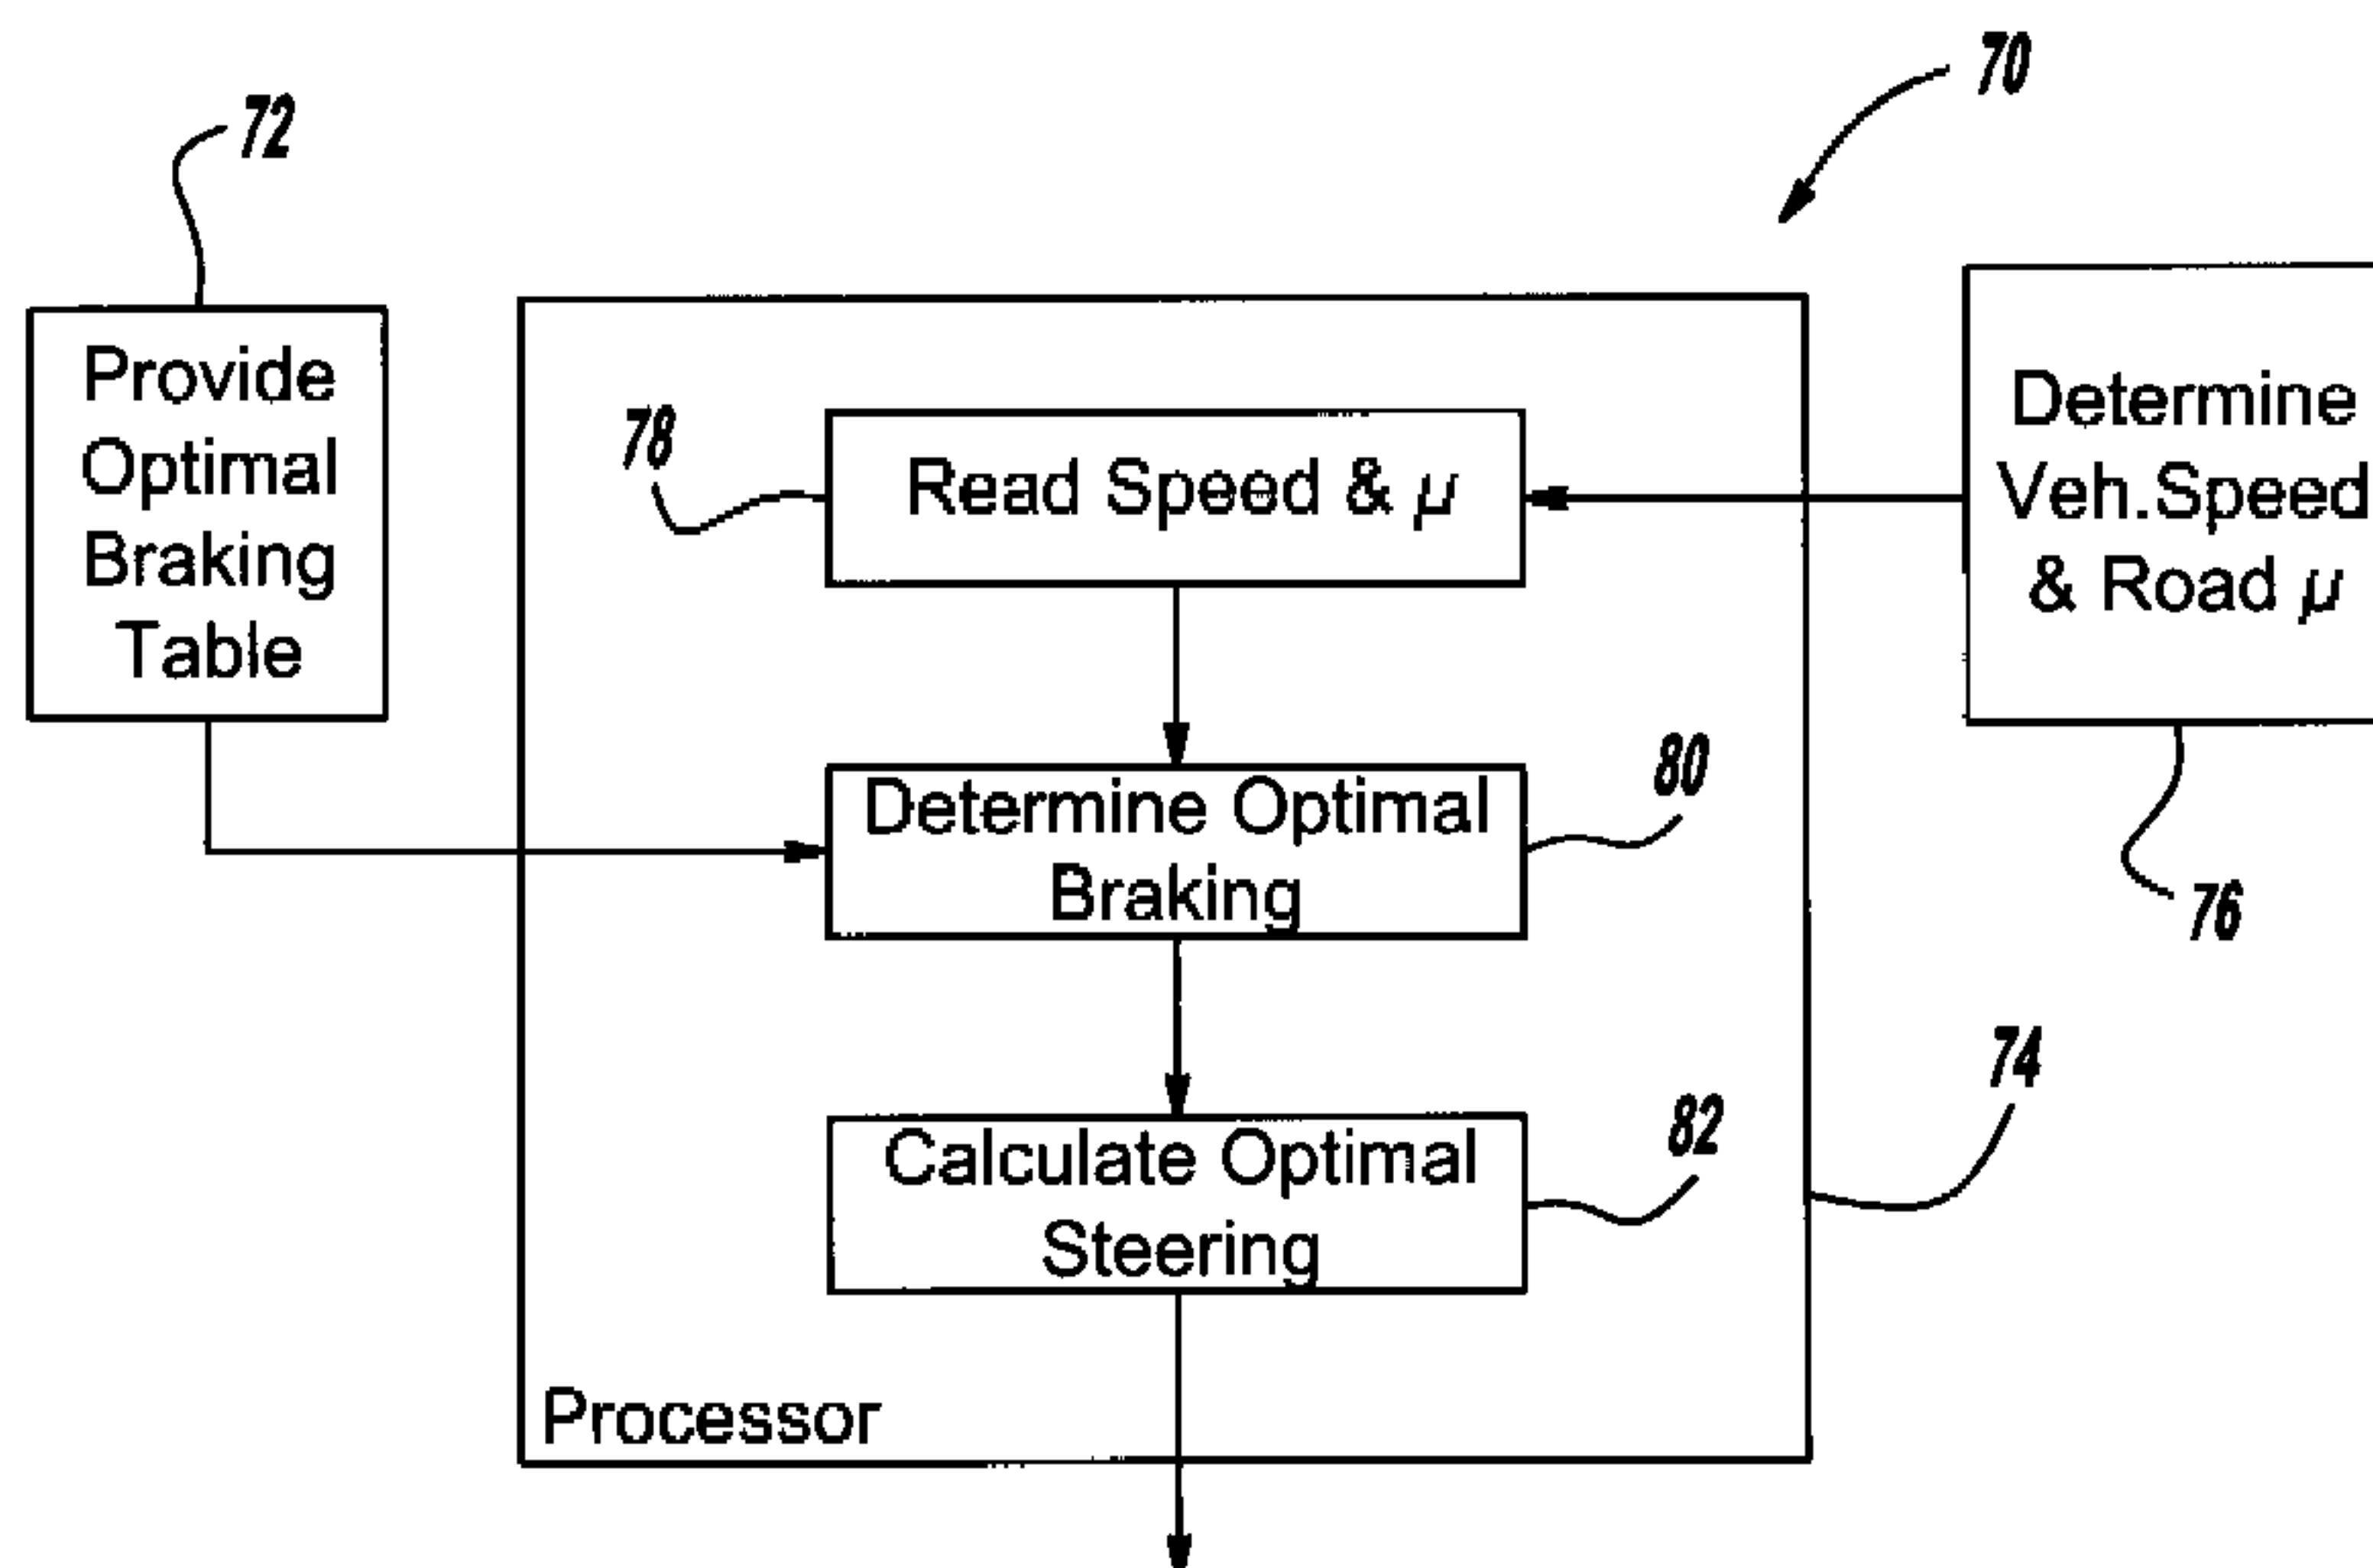 70
72
Provide
Optimal
Braking
Table
78
Read Speed & μ
Determine
Veh.Speed
& Road μ
76
Determine Optimal
Braking
80
Calculate Optimal
Steering
82
74
Processor